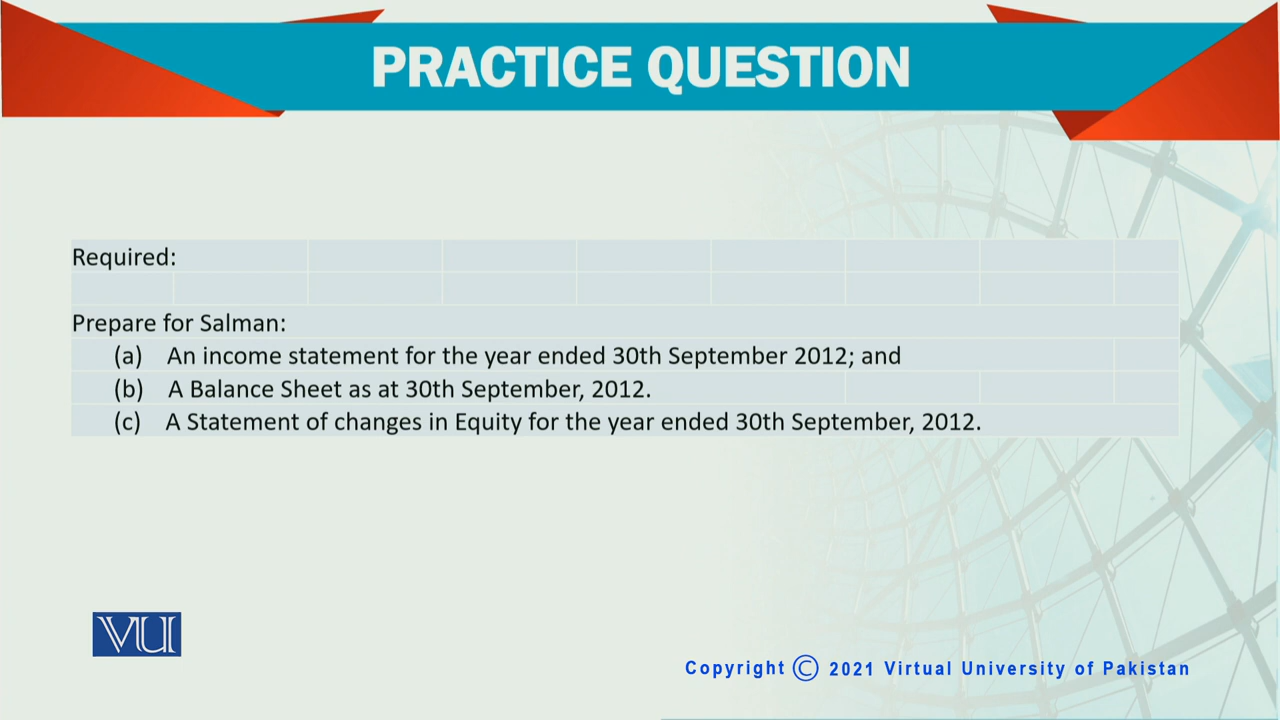 PRACTICE QUESTION
Required:
Prepare for Salman:
(a) An income statement for the year ended 30th September 2012; and
(b) A Balance Sheet as at 30th September, 2012.
(c) A Statement of changes in Equity for the year ended 30th September, 2012.
VU
Copyright © 2021 Virtual University of Pakistan